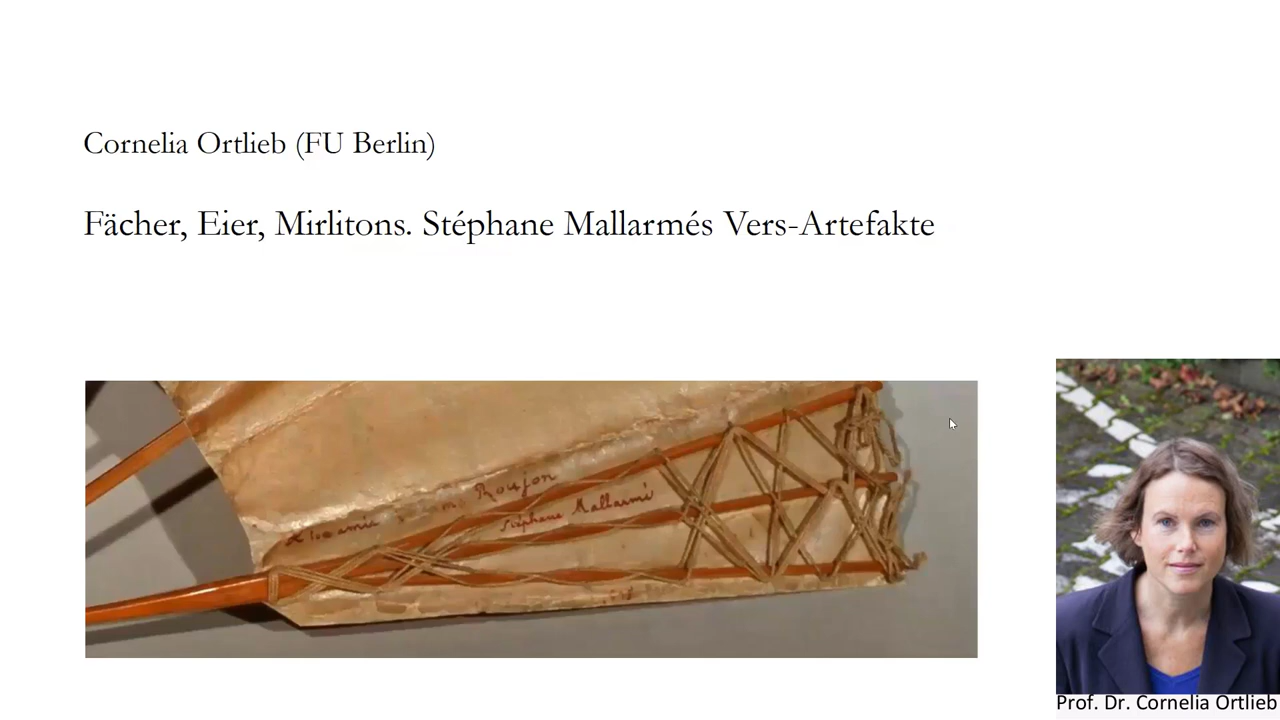 Cornelia Ortlieb (FU Berlin)
Fächer, Eier, Mirlitons. Stéphane Mallarmés Vers-Artefakte
Roujon
Stéphane Mallarmé
Prof. Dr. Cornelia Ortlieb